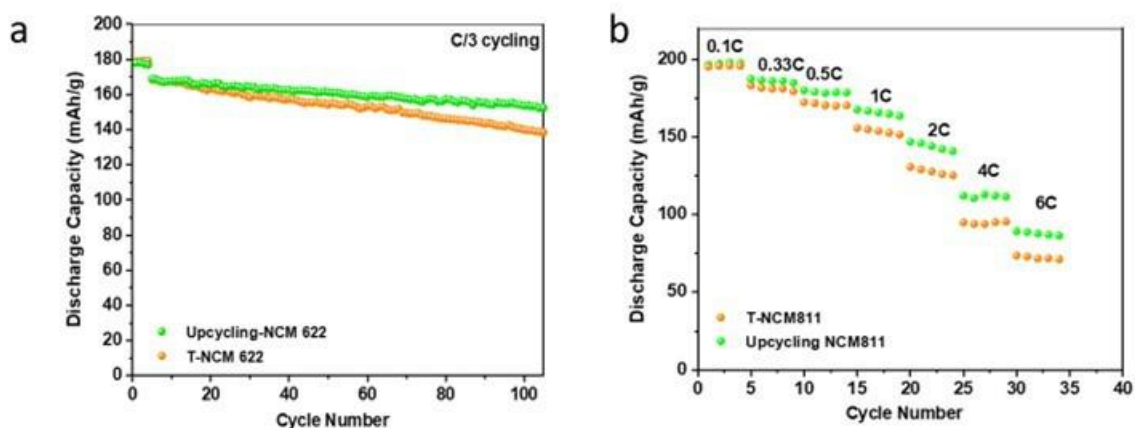 a
C/3 cycling
Discharge Capacity (mAh/g)
200
180
160
140
120
100
80
60
40
20
0
Upcycling-NCM 622
T-NCM 622
0
20
40
60
80
100
Cycle Number
b
Discharge Capacity (mAh/g)
200
150
100
50
0
0.1C
0.33C
0.5C
1C
2C
4C
6C
T-NCM811
Upcycling NCM811
0
5
10
15
20
25
30
35
40
Cycle Number